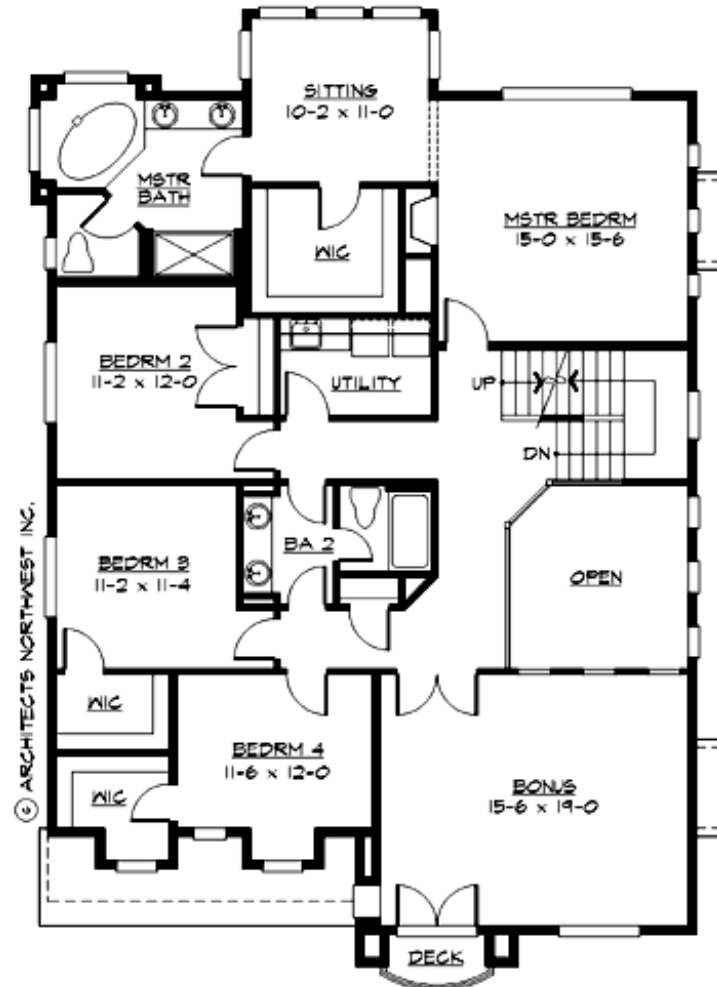 SITTING
10-2 x 11-0
MSTR
BATH
MSTR BEDRM
15-0 x 15-6
WIC
BEDRM 2
11-2 x 12-0
UTILITY
UP
DN
BA 2
BEDRM 3
11-2 x 11-4
OPEN
WIC
BEDRM 4
11-6 x 12-0
WIC
BONUS
15-6 x 19-0
DECK
© ARCHITECTS NORTHWEST INC.